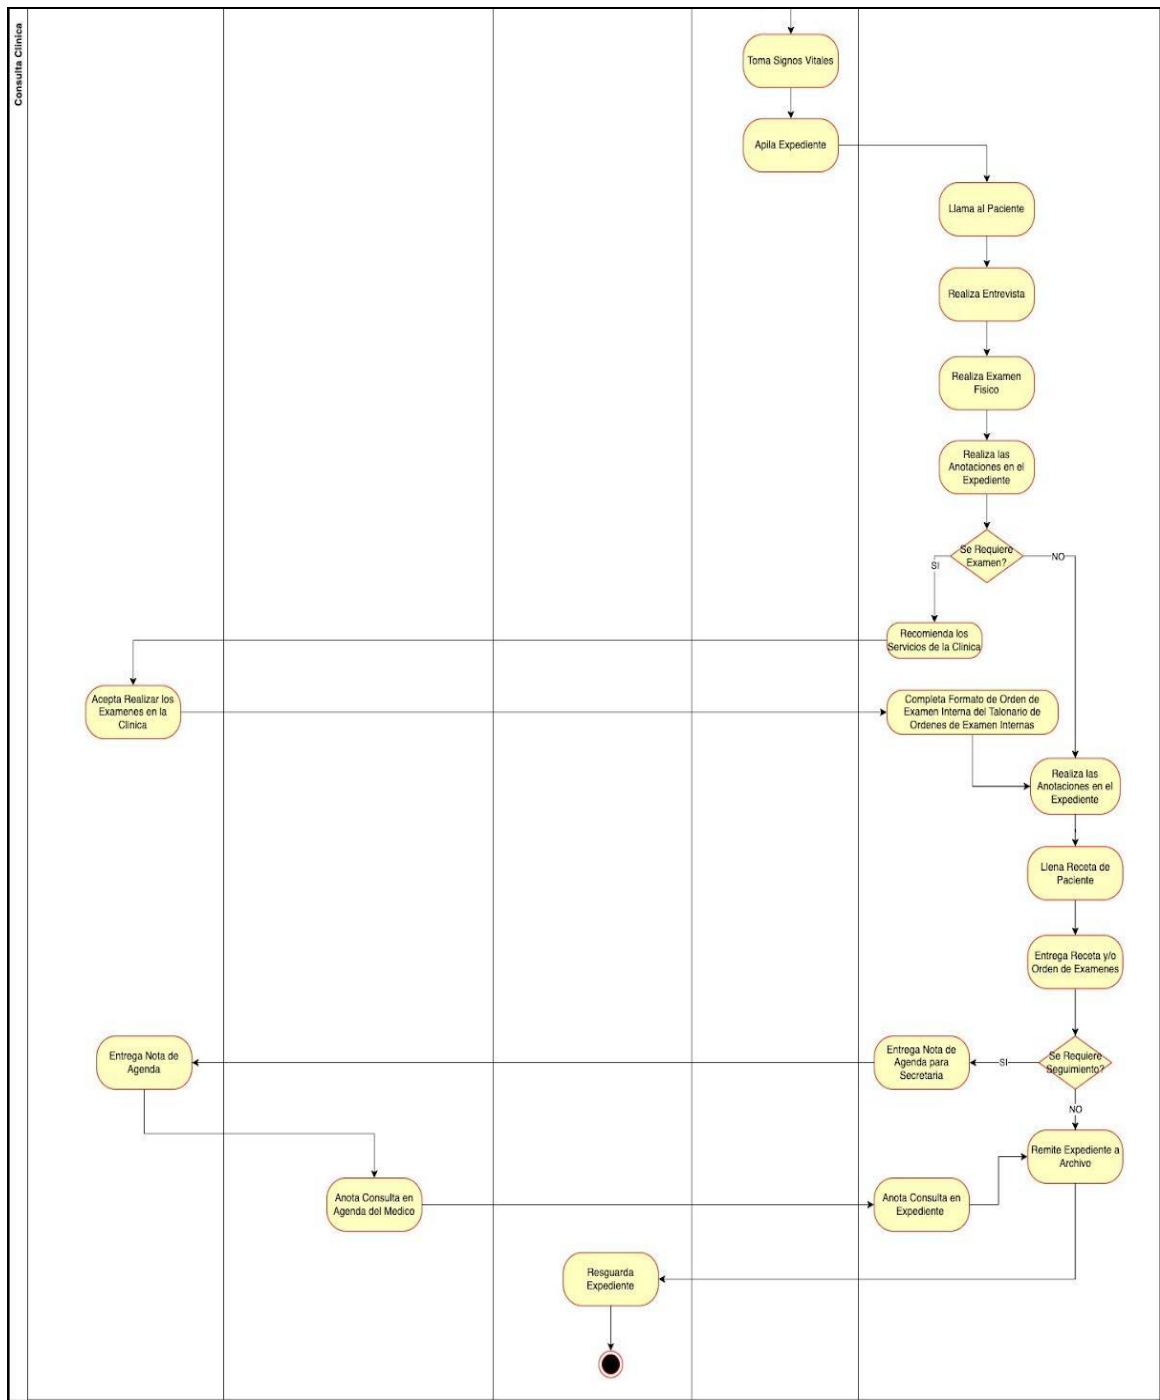 Consulta Clinica
Toma Signos Vitales
Apila Expediente
Llama al Paciente
Realiza Entrevista
Realiza Examen
Fisico
Realiza las
Anotaciones en el
Expediente
Se Requiere
Examen?
SI
NO
Recomienda los
Servicios de la Clinica
Acepta Realizar los
Examenes en la
Clinica
Completa Formato de Orden de
Examen Interna del Talonario de
Ordenes de Examen Internas
Realiza las
Anotaciones en el
Expediente
Llena Receta de
Paciente
Entrega Receta y/o
Orden de Examenes
Se Requiere
Seguimiento?
SI
NO
Entrega Nota de
Agenda para
Secretaria
Entrega Nota de
Agenda
Anota Consulta en
Agenda del Medico
Anota Consulta en
Expediente
Remite Expediente a
Archivo
Resguarda
Expediente